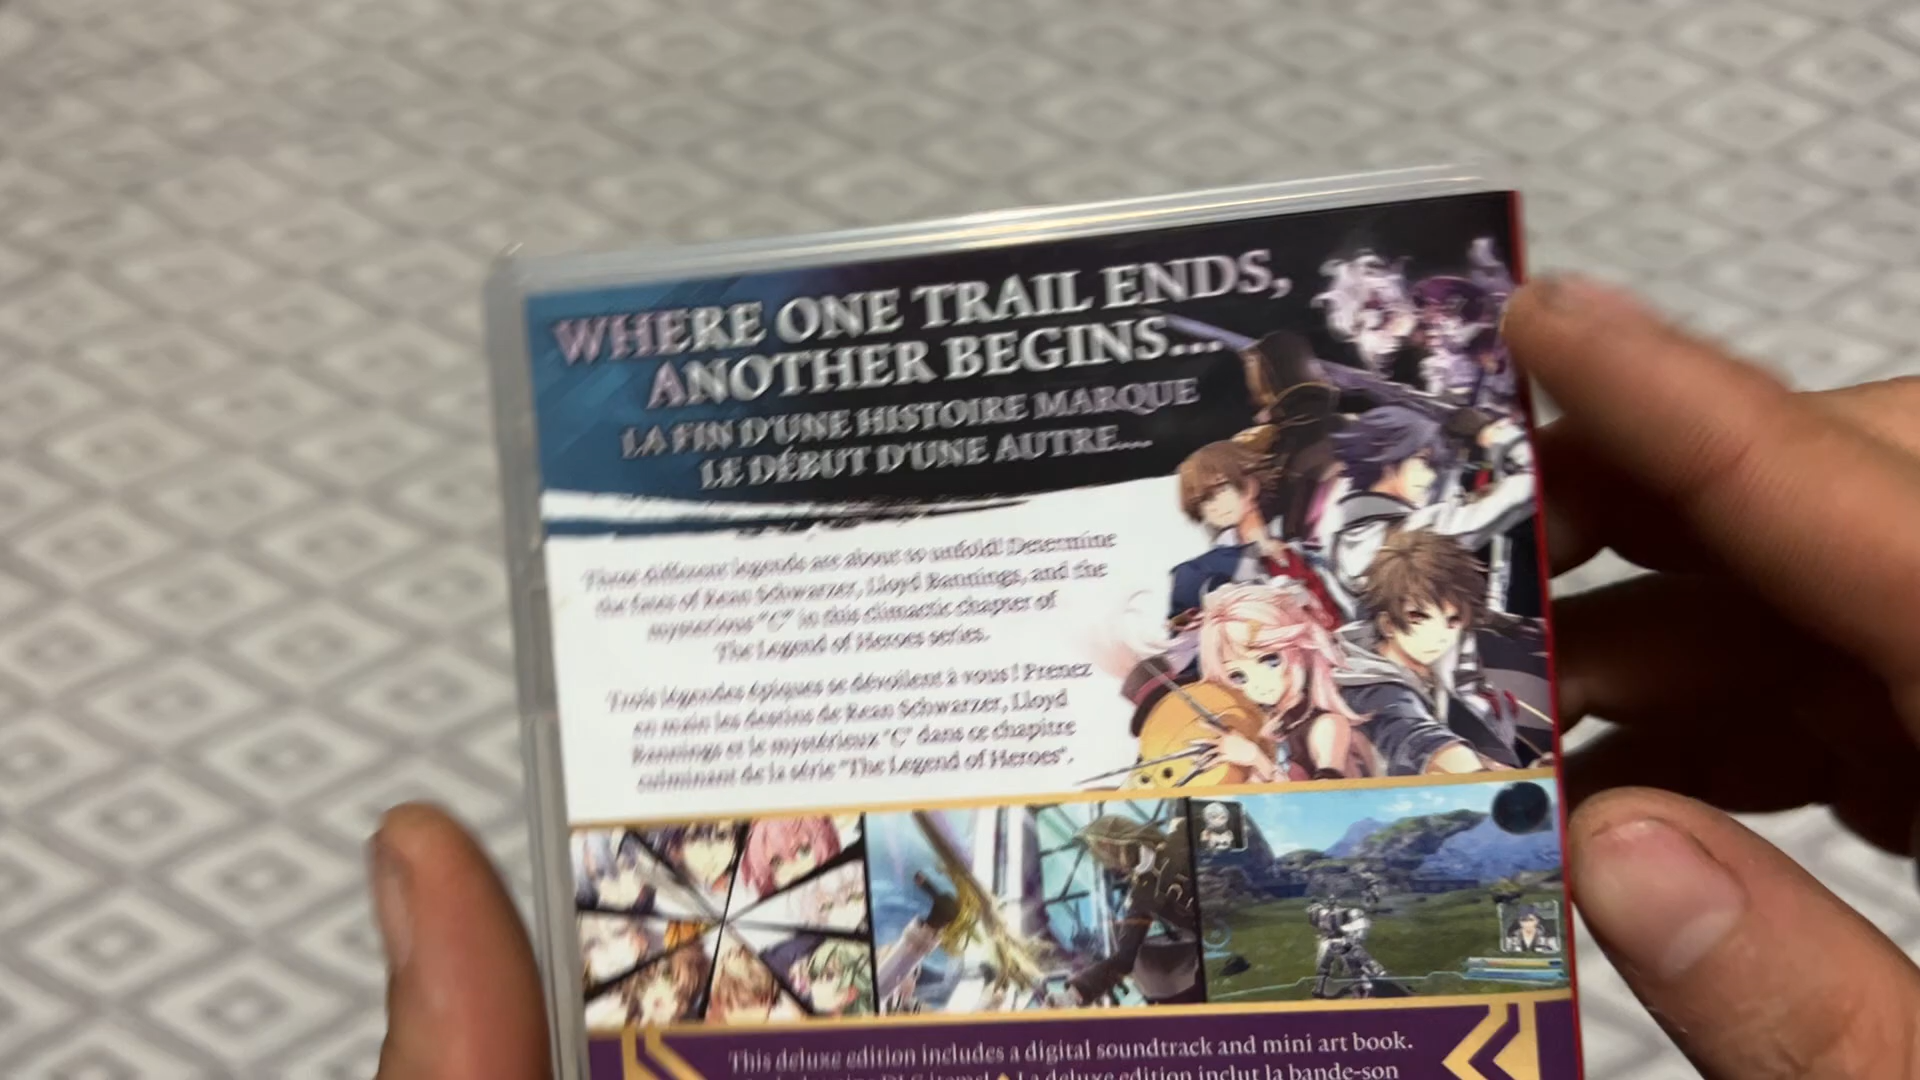 WHERE ONE TRAIL ENDS,
ANOTHER BEGINS...
LA FIN D'UNE HISTOIRE MARQUE
LE DÉBUT D'UNE AUTRE...
Three different legends are about to unfold! Determine
the fates of Rean Schwarzer, Lloyd Bannings, and the
mysterious "C" in this climactic chapter of
The Legend of Heroes series.
Trois légendes épiques se dévoilent à vous ! Prenez
en main les destins de Rean Schwarzer, Lloyd
Bannings et le mystérieux "C" dans ce chapitre
culminant de la série "The Legend of Heroes".
This deluxe edition includes a digital soundtrack and mini art book.
DLC items! ◆ La deluxe edition inclut la bande-son